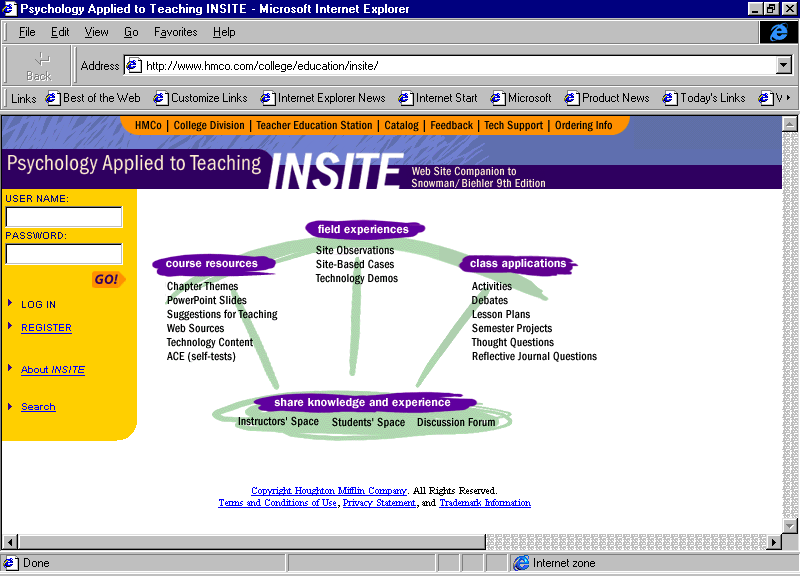 Psychology Applied to Teaching INSITE - Microsoft Internet Explorer
File Edit View Go Favorites Help
Back
Address http://www.hmco.com/college/education/insite/
Links Best of the Web Customize Links Internet Explorer News Internet Start Microsoft Product News Today's Links V
HMCo | College Division | Teacher Education Station | Catalog | Feedback | Tech Support | Ordering Info
Psychology Applied to Teaching INSITE
Web Site Companion to
Snowman/Biehler 9th Edition
USER NAME:
PASSWORD:
GO!
LOG IN
REGISTER
About INSITE
Search
field experiences
Site Observations
Site-Based Cases
Technology Demos
course resources
Chapter Themes
PowerPoint Slides
Suggestions for Teaching
Web Sources
Technology Content
ACE (self-tests)
class applications
Activities
Debates
Lesson Plans
Semester Projects
Thought Questions
Reflective Journal Questions
share knowledge and experience
Instructors' Space Students' Space Discussion Forum
Copyright Houghton Mifflin Company. All Rights Reserved.
Terms and Conditions of Use, Privacy Statement, and Trademark Information
Done
Internet zone